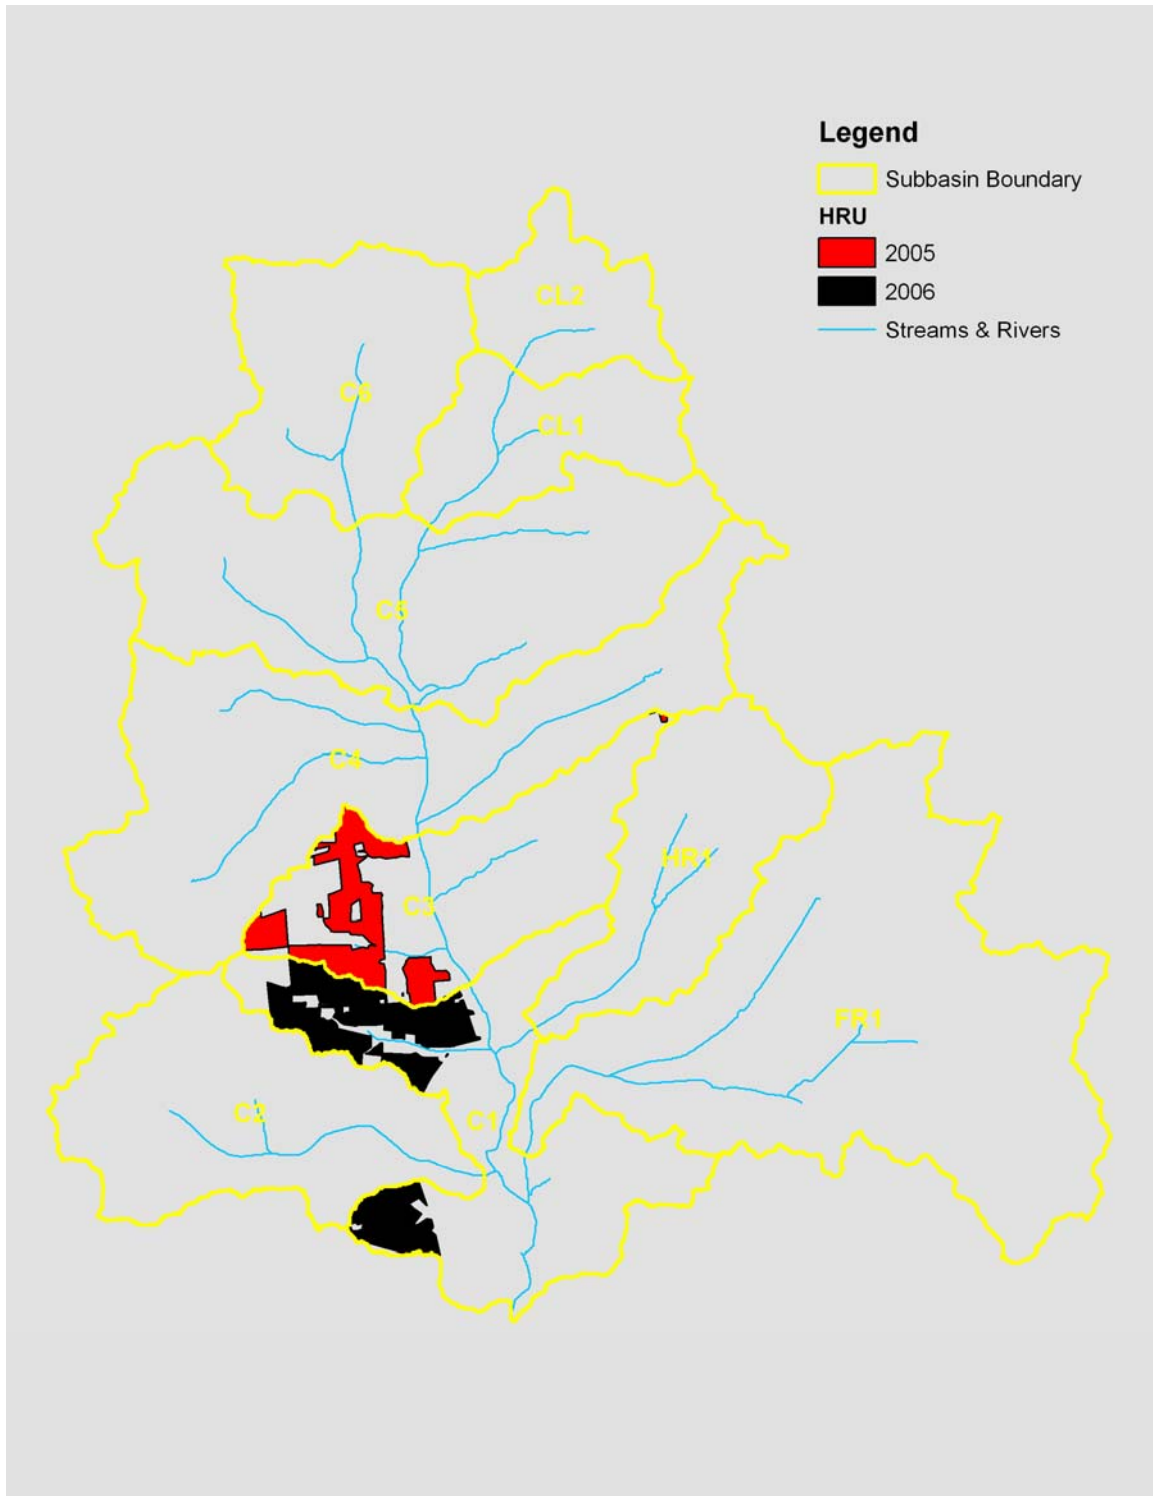 Legend
Subbasin Boundary
HRU
2005
2006
Streams & Rivers
CL2
C6
CL1
C5
C4
HR1
C3
FR1
C2
C1